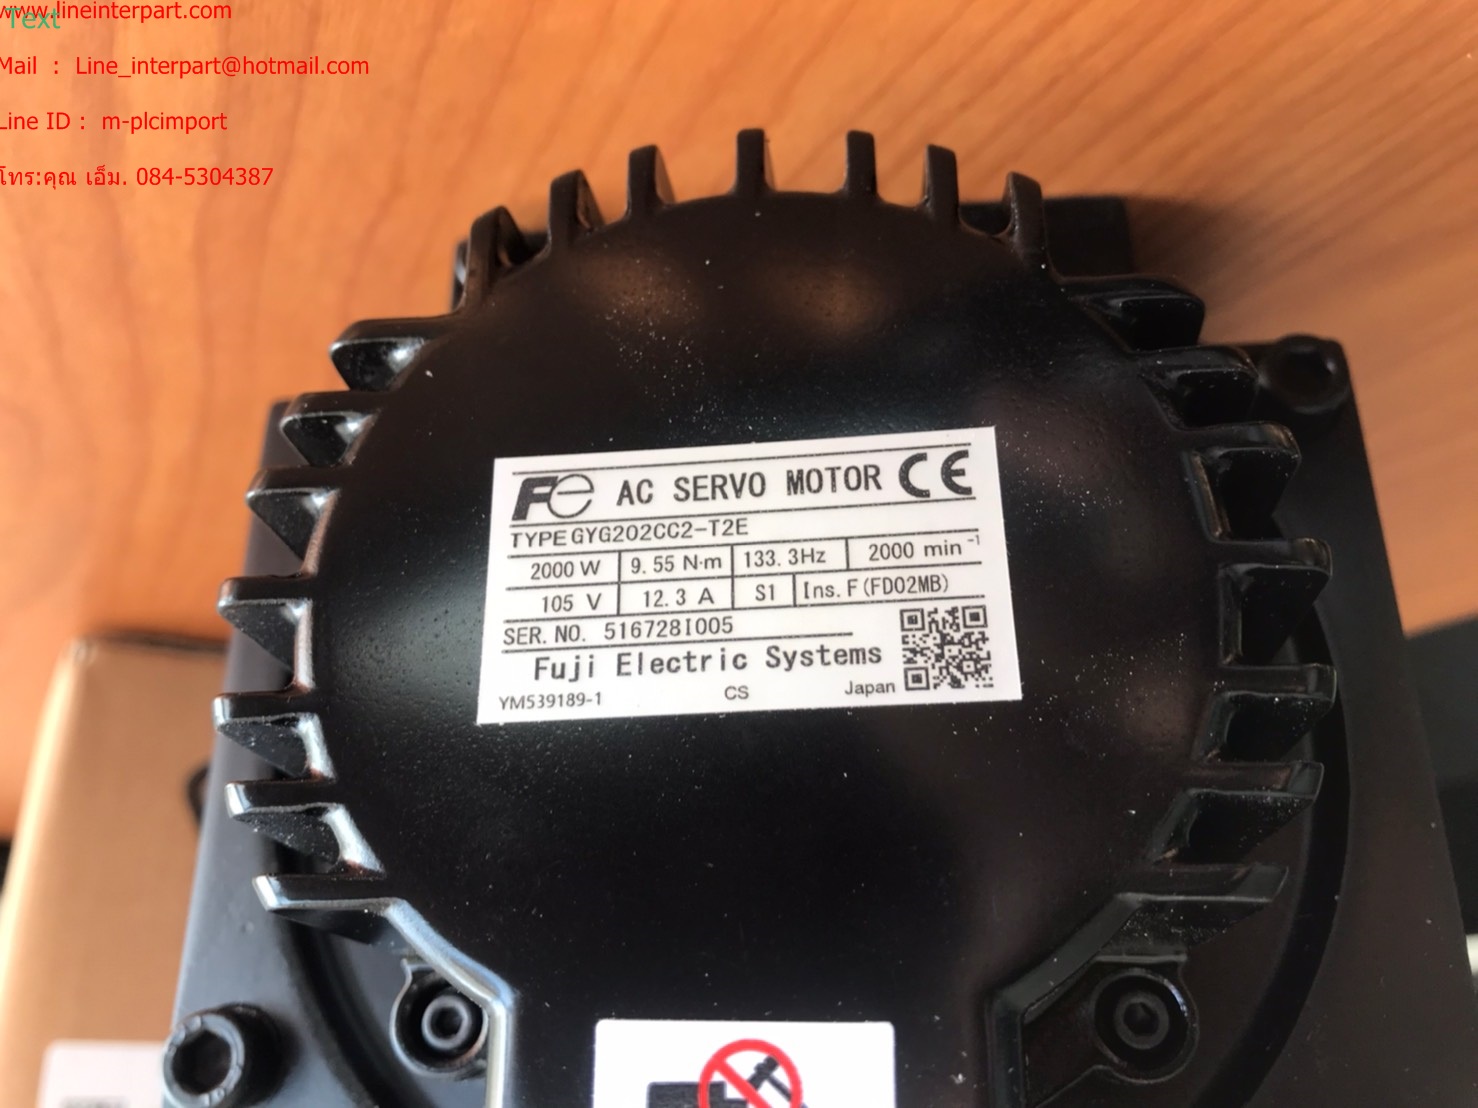 www.lineinterpart.com
Text
Mail : Line_interpart@hotmail.com
Line ID : m-plcimport
โทร:คุณ เอ็ม. 084-5304387
Fe AC SERVO MOTOR CE
TYPE GYG202CC2-T2E
2000 W 9.55 N·m 133.3Hz 2000 min⁻¹
105 V 12.3 A S1 Ins.F(FD02MB)
SER.NO. 516728I005
Fuji Electric Systems
YM539189-1 CS Japan